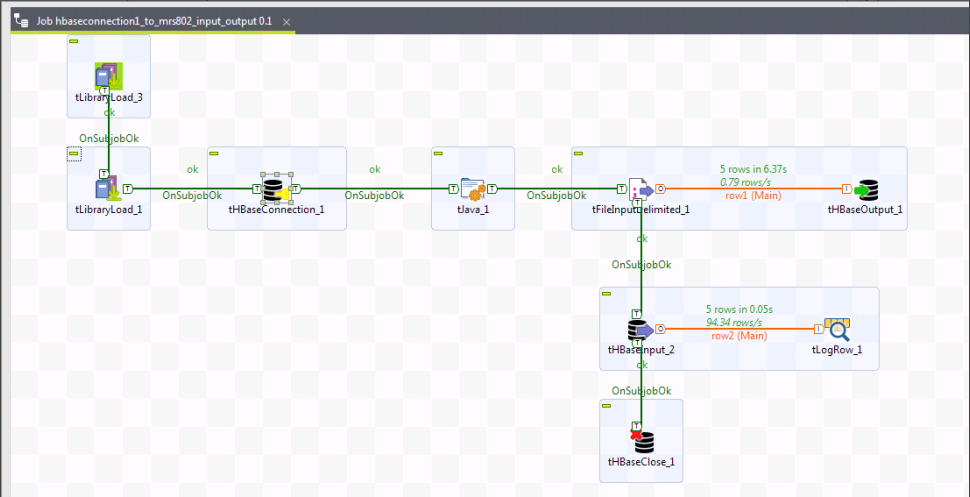 Job hbaseconnection1_to_mrs802_input_output 0.1
tLibraryLoad_3
ok
OnSubjobOk
tLibraryLoad_1
ok
OnSubjobOk
tHBaseConnection_1
ok
OnSubjobOk
tJava_1
ok
OnSubjobOk
tFileInputDelimited_1
5 rows in 6.37s
0.79 rows/s
row1 (Main)
tHBaseOutput_1
ok
OnSubjobOk
tHBaseInput_2
5 rows in 0.05s
94.34 rows/s
row2 (Main)
tLogRow_1
ok
OnSubjobOk
tHBaseClose_1